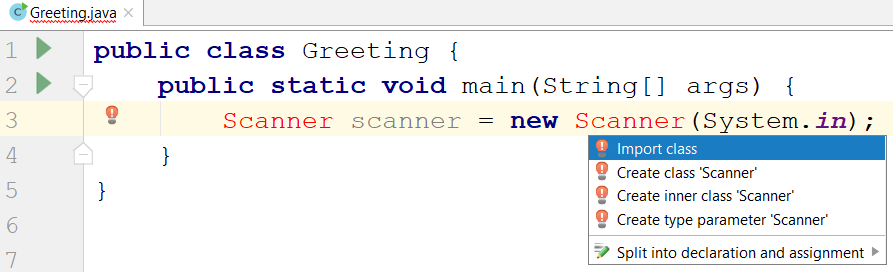 Greeting.java
1 public class Greeting {
2 public static void main(String[] args) {
3 Scanner scanner = new Scanner(System.in);
Import class
4 }
Create class 'Scanner'
5 }
Create inner class 'Scanner'
6
Create type parameter 'Scanner'
7
Split into declaration and assignment